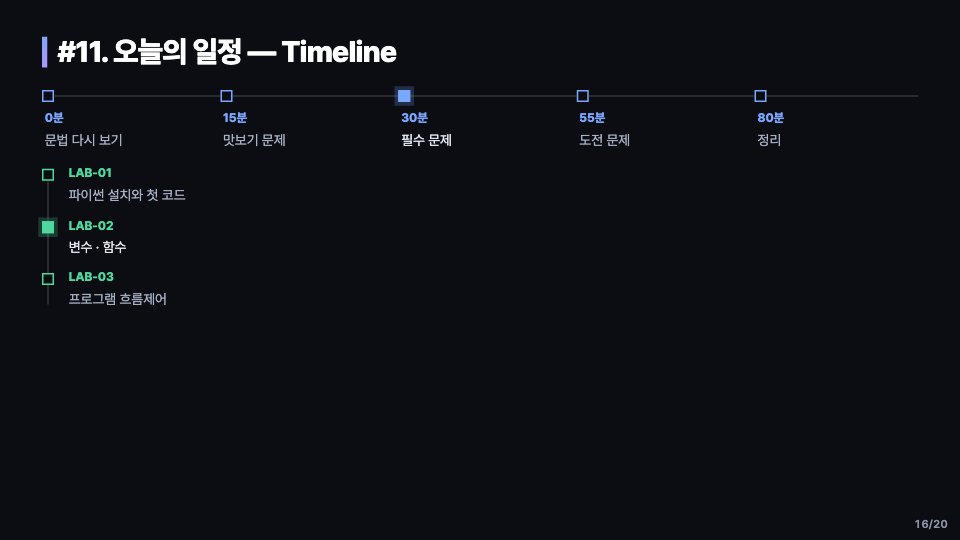 #11. 오늘의 일정 — Timeline
0분
문법 다시 보기
15분
맛보기 문제
30분
필수 문제
55분
도전 문제
80분
정리
LAB-01
파이썬 설치와 첫 코드
LAB-02
변수 · 함수
LAB-03
프로그램 흐름제어
16/20